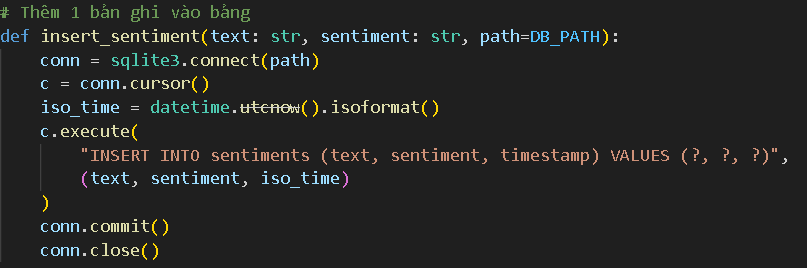 # Thêm 1 bản ghi vào bảng
def insert_sentiment(text: str, sentiment: str, path=DB_PATH):
    conn = sqlite3.connect(path)
    c = conn.cursor()
    iso_time = datetime.utcnow().isoformat()
    c.execute(
        "INSERT INTO sentiments (text, sentiment, timestamp) VALUES (?, ?, ?)",
        (text, sentiment, iso_time)
    )
    conn.commit()
    conn.close()